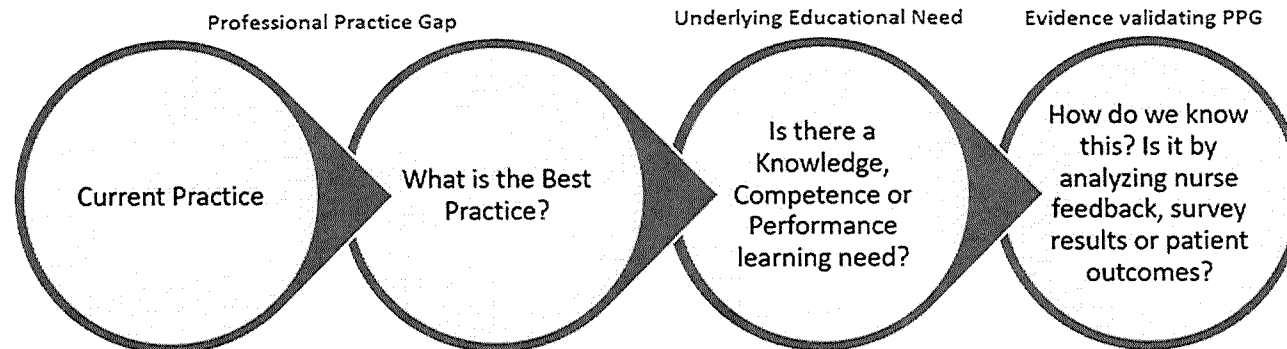 Professional Practice Gap
Underlying Educational Need
Evidence validating PPG
Current Practice
What is the Best
Practice?
Is there a
Knowledge,
Competence or
Performance
learning need?
How do we know
this? Is it by
analyzing nurse
feedback, survey
results or patient
outcomes?